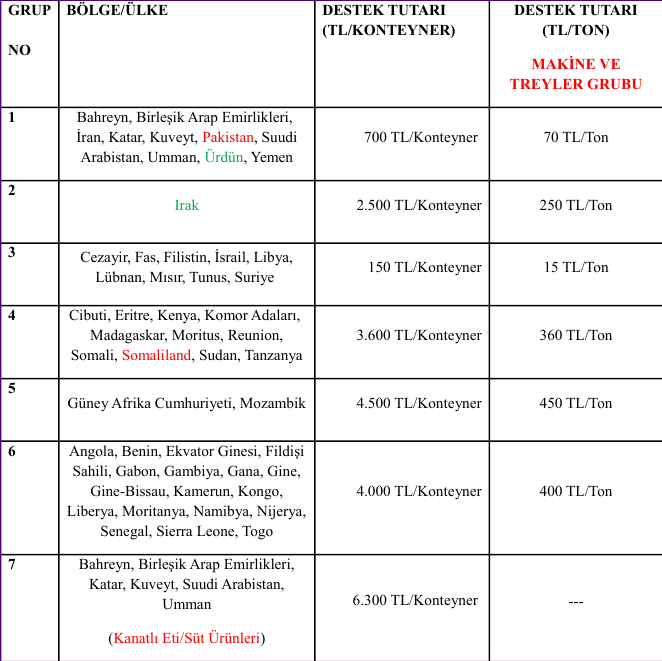 GRUP NO
BÖLGE/ÜLKE
DESTEK TUTARI
(TL/KONTEYNER)
DESTEK TUTARI
(TL/TON)
MAKİNE VE
TREYLER GRUBU
1
Bahreyn, Birleşik Arap Emirlikleri,
İran, Katar, Kuveyt, Pakistan, Suudi
Arabistan, Umman, Ürdün, Yemen
700 TL/Konteyner
70 TL/Ton
2
Irak
2.500 TL/Konteyner
250 TL/Ton
3
Cezayir, Fas, Filistin, İsrail, Libya,
Lübnan, Mısır, Tunus, Suriye
150 TL/Konteyner
15 TL/Ton
4
Cibuti, Eritre, Kenya, Komor Adaları,
Madagaskar, Moritus, Reunion,
Somali, Somaliland, Sudan, Tanzanya
3.600 TL/Konteyner
360 TL/Ton
5
Güney Afrika Cumhuriyeti, Mozambik
4.500 TL/Konteyner
450 TL/Ton
6
Angola, Benin, Ekvator Ginesi, Fildişi
Sahili, Gabon, Gambiya, Gana, Gine,
Gine-Bissau, Kamerun, Kongo,
Liberya, Moritanya, Namibya, Nijerya,
Senegal, Sierra Leone, Togo
4.000 TL/Konteyner
400 TL/Ton
7
Bahreyn, Birleşik Arap Emirlikleri,
Katar, Kuveyt, Suudi Arabistan,
Umman
(Kanatlı Eti/Süt Ürünleri)
6.300 TL/Konteyner
---